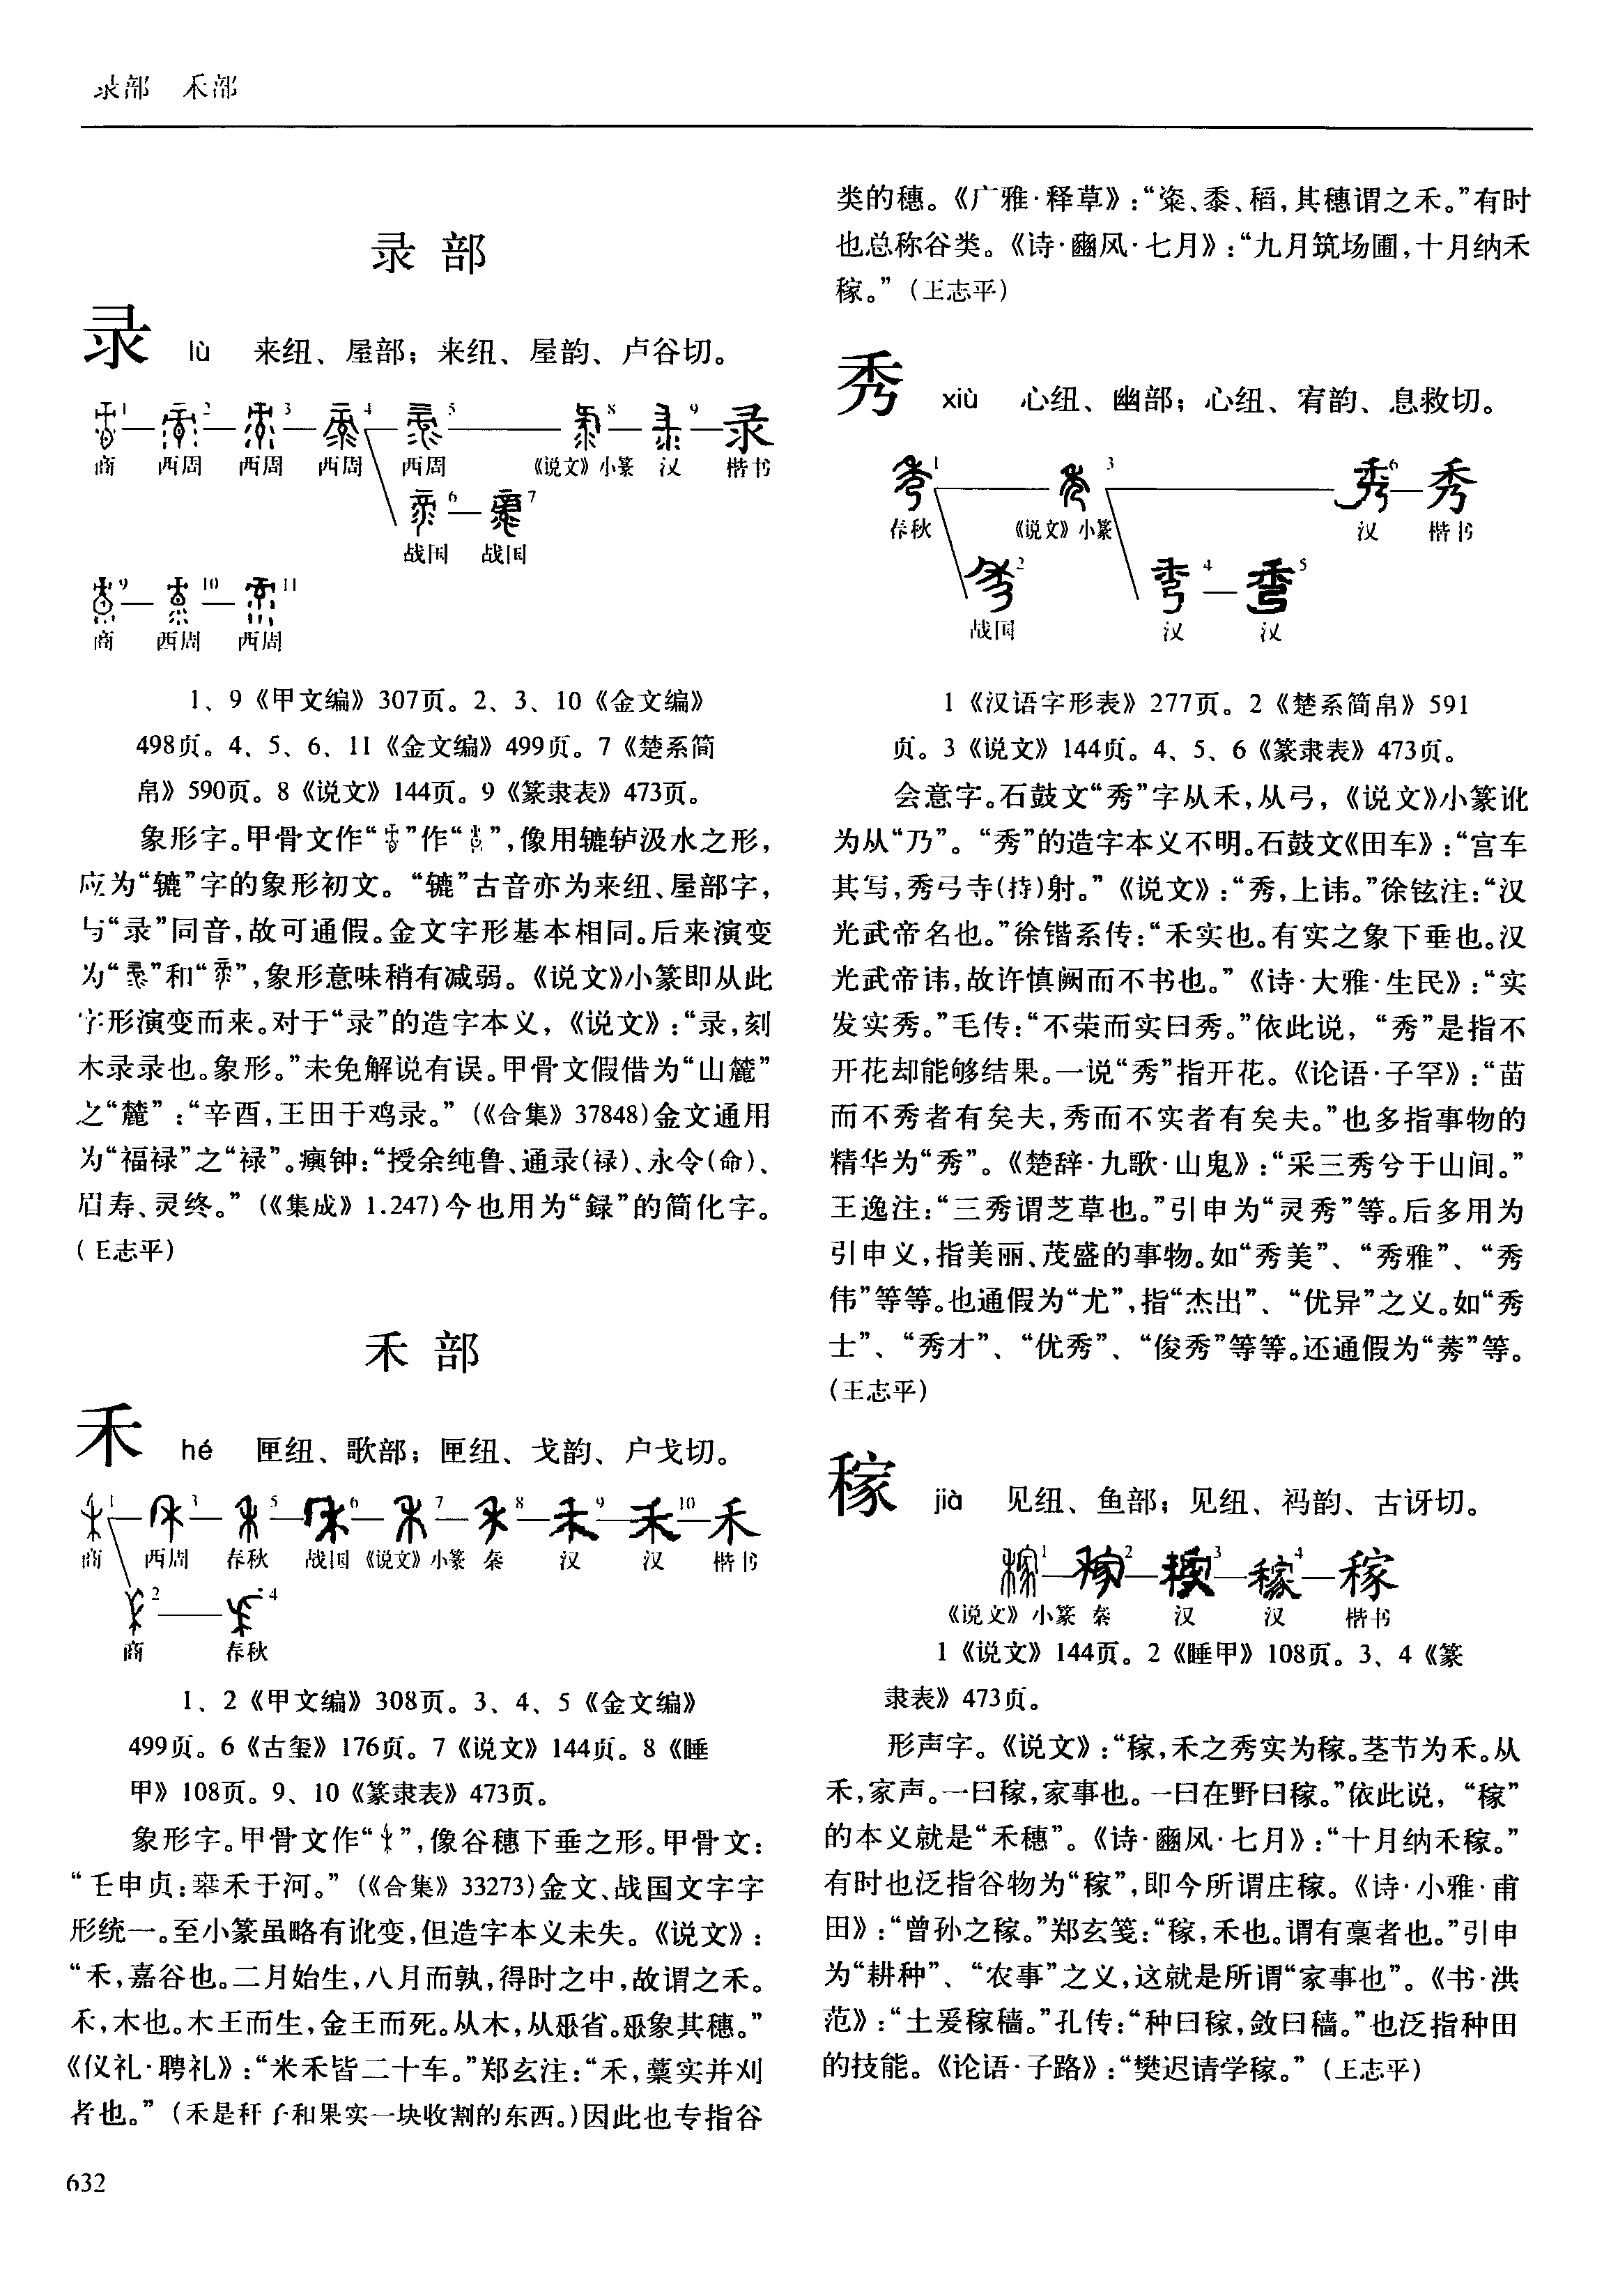 录部 禾部
录 部
录 lù 来纽、屋部；来纽、屋韵、卢谷切。
1 2 3 4 5 8 9 录
商 西周 西周 西周 西周 《说文》小篆 汉 楷书
6 7
战国 战国
9 10 11
商 西周 西周
1、9《甲文编》307页。2、3、10《金文编》
498页。4、5、6、11《金文编》499页。7《楚系简
帛》590页。8《说文》144页。9《篆隶表》473页。
象形字。甲骨文作“”作“”，像用辘轳汲水之形，
应为“辘”字的象形初文。“辘”古音亦为来纽、屋部字，
与“录”同音，故可通假。金文字形基本相同。后来演变
为“”和“”，象形意味稍有减弱。《说文》小篆即从此
字形演变而来。对于“录”的造字本义，《说文》：“录，刻
木录录也。象形。”未免解说有误。甲骨文假借为“山麓”
之“麓”：“辛酉，王田于鸡录。”（《合集》37848）金文通用
为“福禄”之“禄”。㾓钟：“授余纯鲁、通录（禄）、永令（命）、
眉寿、灵终。”（《集成》1.247）今也用为“録”的简化字。
（王志平）
禾 部
禾 hé 匣纽、歌部；匣纽、戈韵、户戈切。
1 3 5 6 7 8 9 10 禾
商 西周 春秋 战国 《说文》小篆 秦 汉 汉 楷书
2 4
商 春秋
1、2《甲文编》308页。3、4、5《金文编》
499页。6《古玺》176页。7《说文》144页。8《睡
甲》108页。9、10《篆隶表》473页。
象形字。甲骨文作“”，像谷穗下垂之形。甲骨文：
“壬申贞：禾于河。”（《合集》33273）金文、战国文字字
形统一。至小篆虽略有讹变，但造字本义未失。《说文》：
“禾，嘉谷也。二月始生，八月而孰，得时之中，故谓之禾。
禾，木也。木王而生，金王而死。从木，从𠂹省。𠂹象其穗。”
《仪礼·聘礼》：“米禾皆二十车。”郑玄注：“禾，稾实并刈
者也。”（禾是秆子和果实一块收割的东西。）因此也专指谷
类的穗。《广雅·释草》：“粢、黍、稻，其穗谓之禾。”有时
也总称谷类。《诗·豳风·七月》：“九月筑场圃，十月纳禾
稼。”（王志平）
秀 xiù 心纽、幽部；心纽、宥韵、息救切。
1 3 6 秀
春秋 《说文》小篆 汉 楷书
2 4 5
战国 汉 汉
1《汉语字形表》277页。2《楚系简帛》591
页。3《说文》144页。4、5、6《篆隶表》473页。
会意字。石鼓文“秀”字从禾，从弓，《说文》小篆讹
为从“乃”。“秀”的造字本义不明。石鼓文《田车》：“宫车
其写，秀弓寺（持）射。”《说文》：“秀，上讳。”徐铉注：“汉
光武帝名也。”徐锴系传：“禾实也。有实之象下垂也。汉
光武帝讳，故许慎阙而不书也。”《诗·大雅·生民》：“实
发实秀。”毛传：“不荣而实曰秀。”依此说，“秀”是指不
开花却能够结果。一说“秀”指开花。《论语·子罕》：“苗
而不秀者有矣夫，秀而不实者有矣夫。”也多指事物的
精华为“秀”。《楚辞·九歌·山鬼》：“采三秀兮于山间。”
王逸注：“三秀谓芝草也。”引申为“灵秀”等。后多用为
引申义，指美丽、茂盛的事物。如“秀美”、“秀雅”、“秀
伟”等等。也通假为“尤”，指“杰出”、“优异”之义。如“秀
士”、“秀才”、“优秀”、“俊秀”等等。还通假为“莠”等。
（王志平）
稼 jià 见纽、鱼部；见纽、祃韵、古讶切。
1 2 3 4 稼
《说文》小篆 秦 汉 汉 楷书
1《说文》144页。2《睡甲》108页。3、4《篆
隶表》473页。
形声字。《说文》：“稼，禾之秀实为稼。茎节为禾。从
禾，家声。一曰稼，家事也。一曰在野曰稼。”依此说，“稼”
的本义就是“禾穗”。《诗·豳风·七月》：“十月纳禾稼。”
有时也泛指谷物为“稼”，即今所谓庄稼。《诗·小雅·甫
田》：“曾孙之稼。”郑玄笺：“稼，禾也。谓有稾者也。”引申
为“耕种”、“农事”之义，这就是所谓“家事也”。《书·洪
范》：“土爰稼穑。”孔传：“种曰稼，敛曰穑。”也泛指种田
的技能。《论语·子路》：“樊迟请学稼。”（王志平）
632